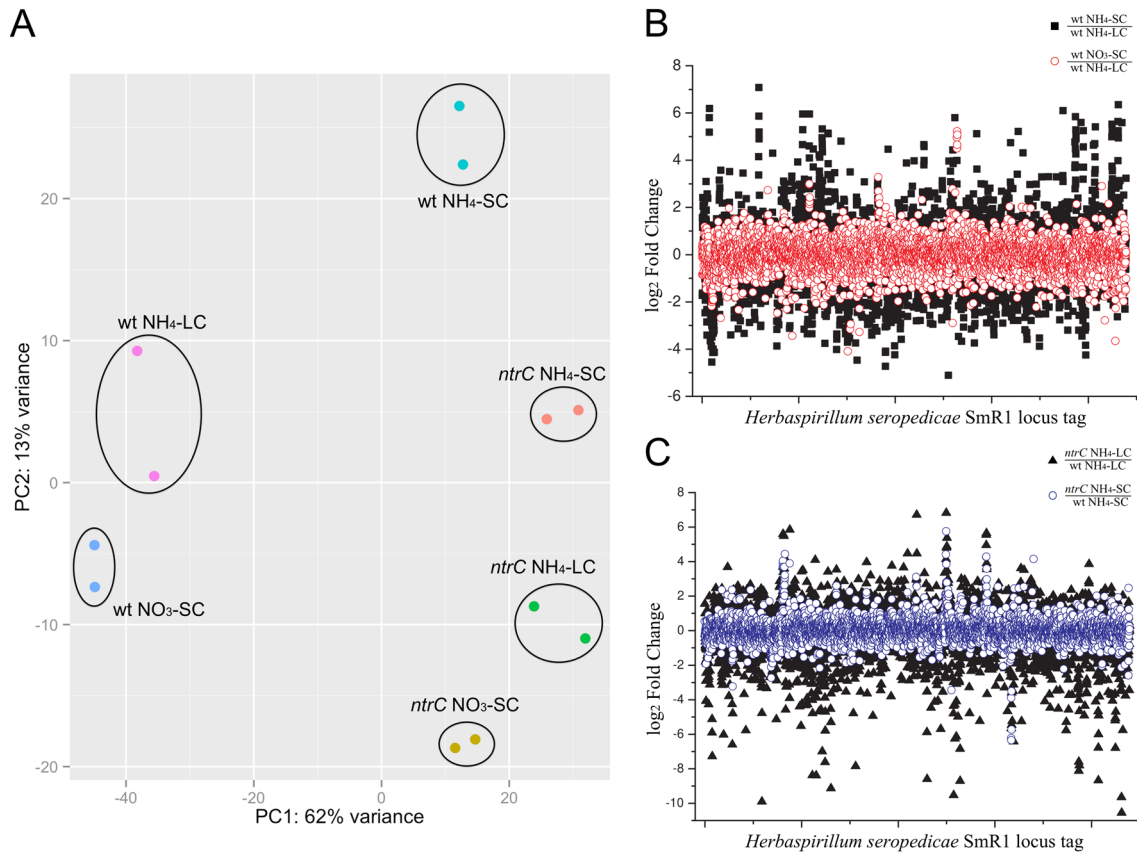 A
20
10
0
-10
-20
PC2: 13% variance
wt NH₄-SC
wt NH₄-LC
ntrC NH₄-SC
wt NO₃-SC
ntrC NH₄-LC
ntrC NO₃-SC
-40
-20
0
20
PC1: 62% variance
B
wt NH₄-SC
wt NH₄-LC
wt NO₃-SC
wt NH₄-LC
8
6
4
2
0
-2
-4
-6
log₂ Fold Change
Herbaspirillum seropedicae SmR1 locus tag
C
ntrC NH₄-LC
wt NH₄-LC
ntrC NH₄-SC
wt NH₄-SC
8
6
4
2
0
-2
-4
-6
-8
-10
log₂ Fold Change
Herbaspirillum seropedicae SmR1 locus tag